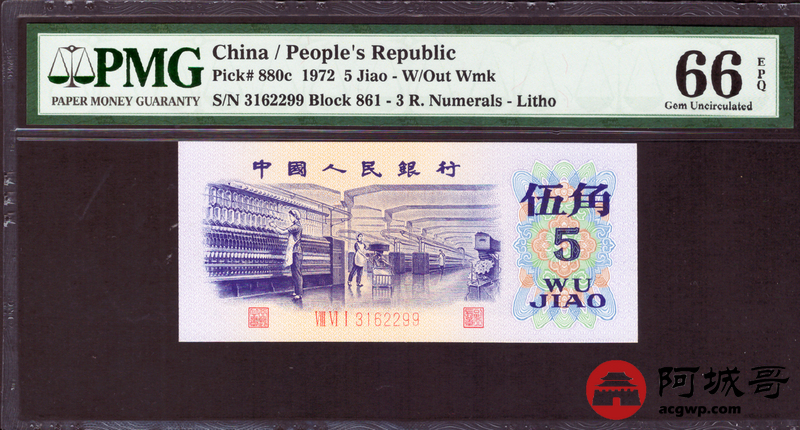 PMG
PAPER MONEY GUARANTY
China / People's Republic
Pick# 880c 1972 5 Jiao - W/Out Wmk
S/N 3162299 Block 861 - 3 R. Numerals - Litho
66
EPQ
Gem Uncirculated
中國人民銀行
伍角
5
WU
JIAO
VIII VI I 3162299
阿城哥
acgwp.com